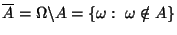 A̅ = Ω\A = {ω : ω ∉ A}